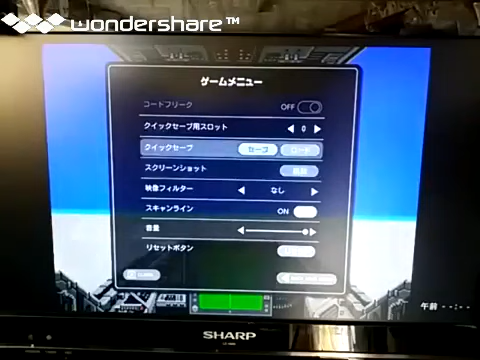 wondershare™
ゲームメニュー
コードフリーク OFF
クイックセーブ用スロット ◀ 0 ▶
クイックセーブ セーブ ロード
スクリーンショット 撮影
映像フィルター ◀ なし ▶
スキャンライン ON
音量 ◀ ▶
リセットボタン
午前 --:--
SHARP